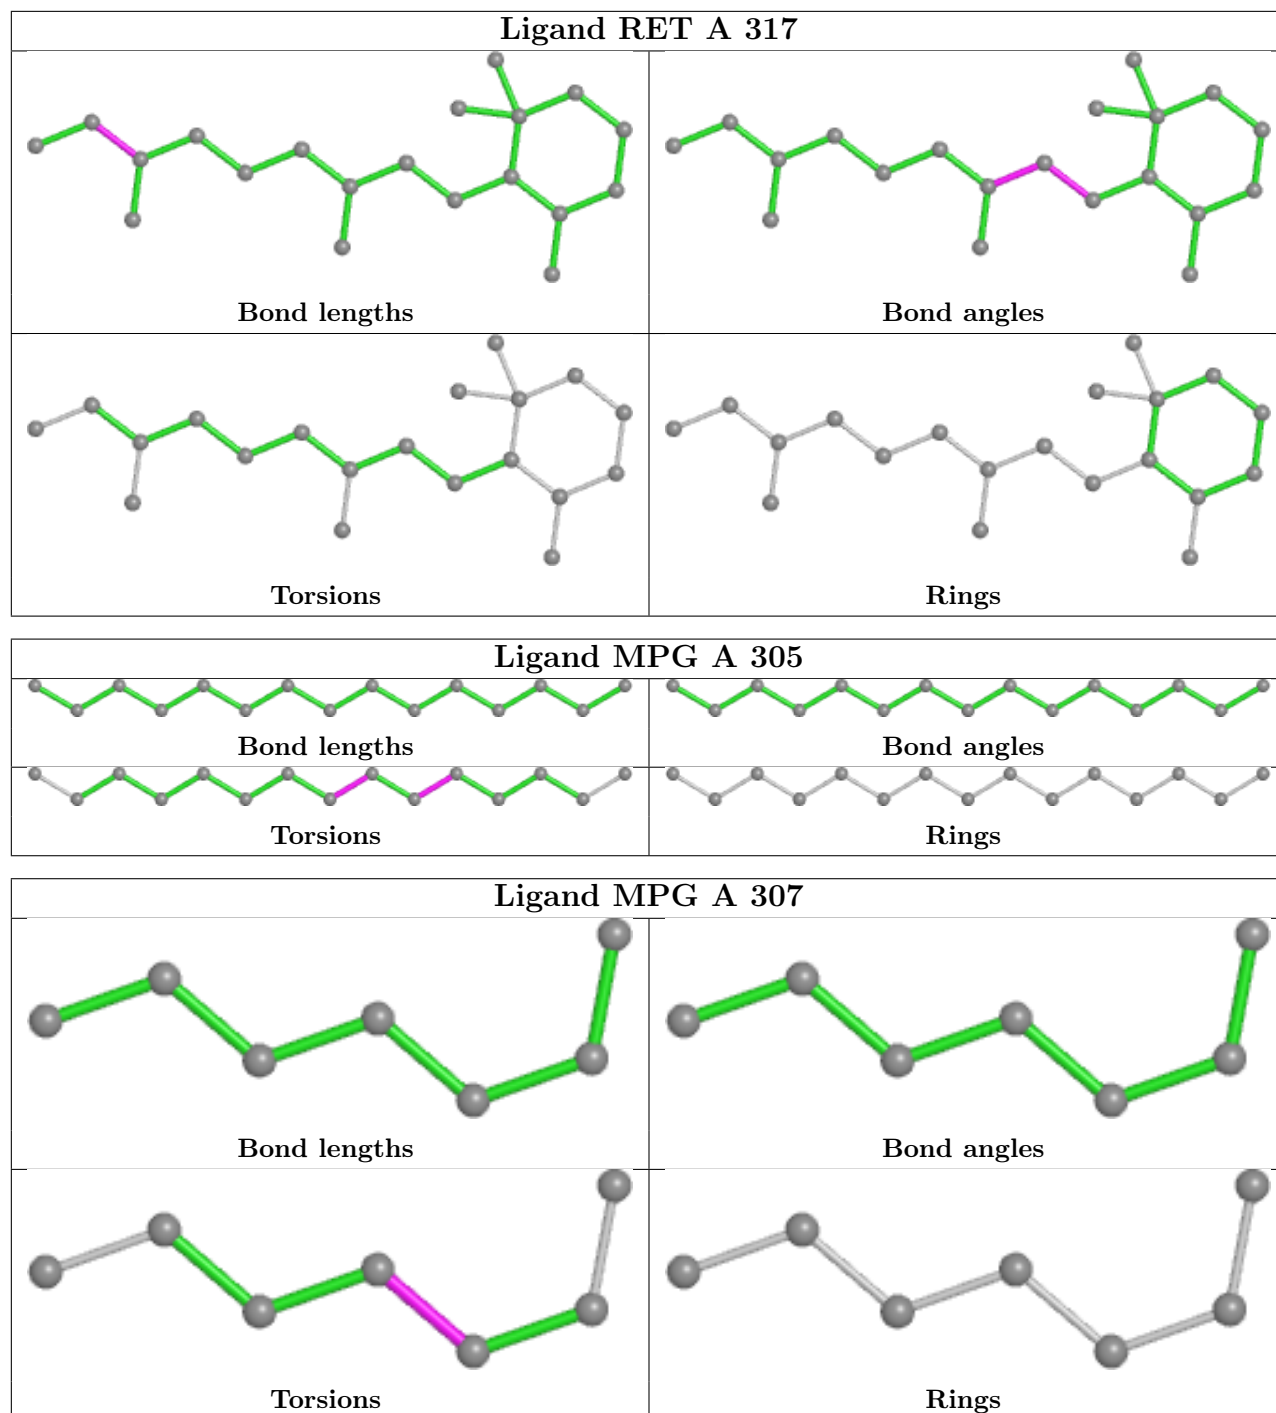 Ligand RET A 317
Bond lengths
Bond angles
Torsions
Rings
Ligand MPG A 305
Bond lengths
Bond angles
Torsions
Rings
Ligand MPG A 307
Bond lengths
Bond angles
Torsions
Rings